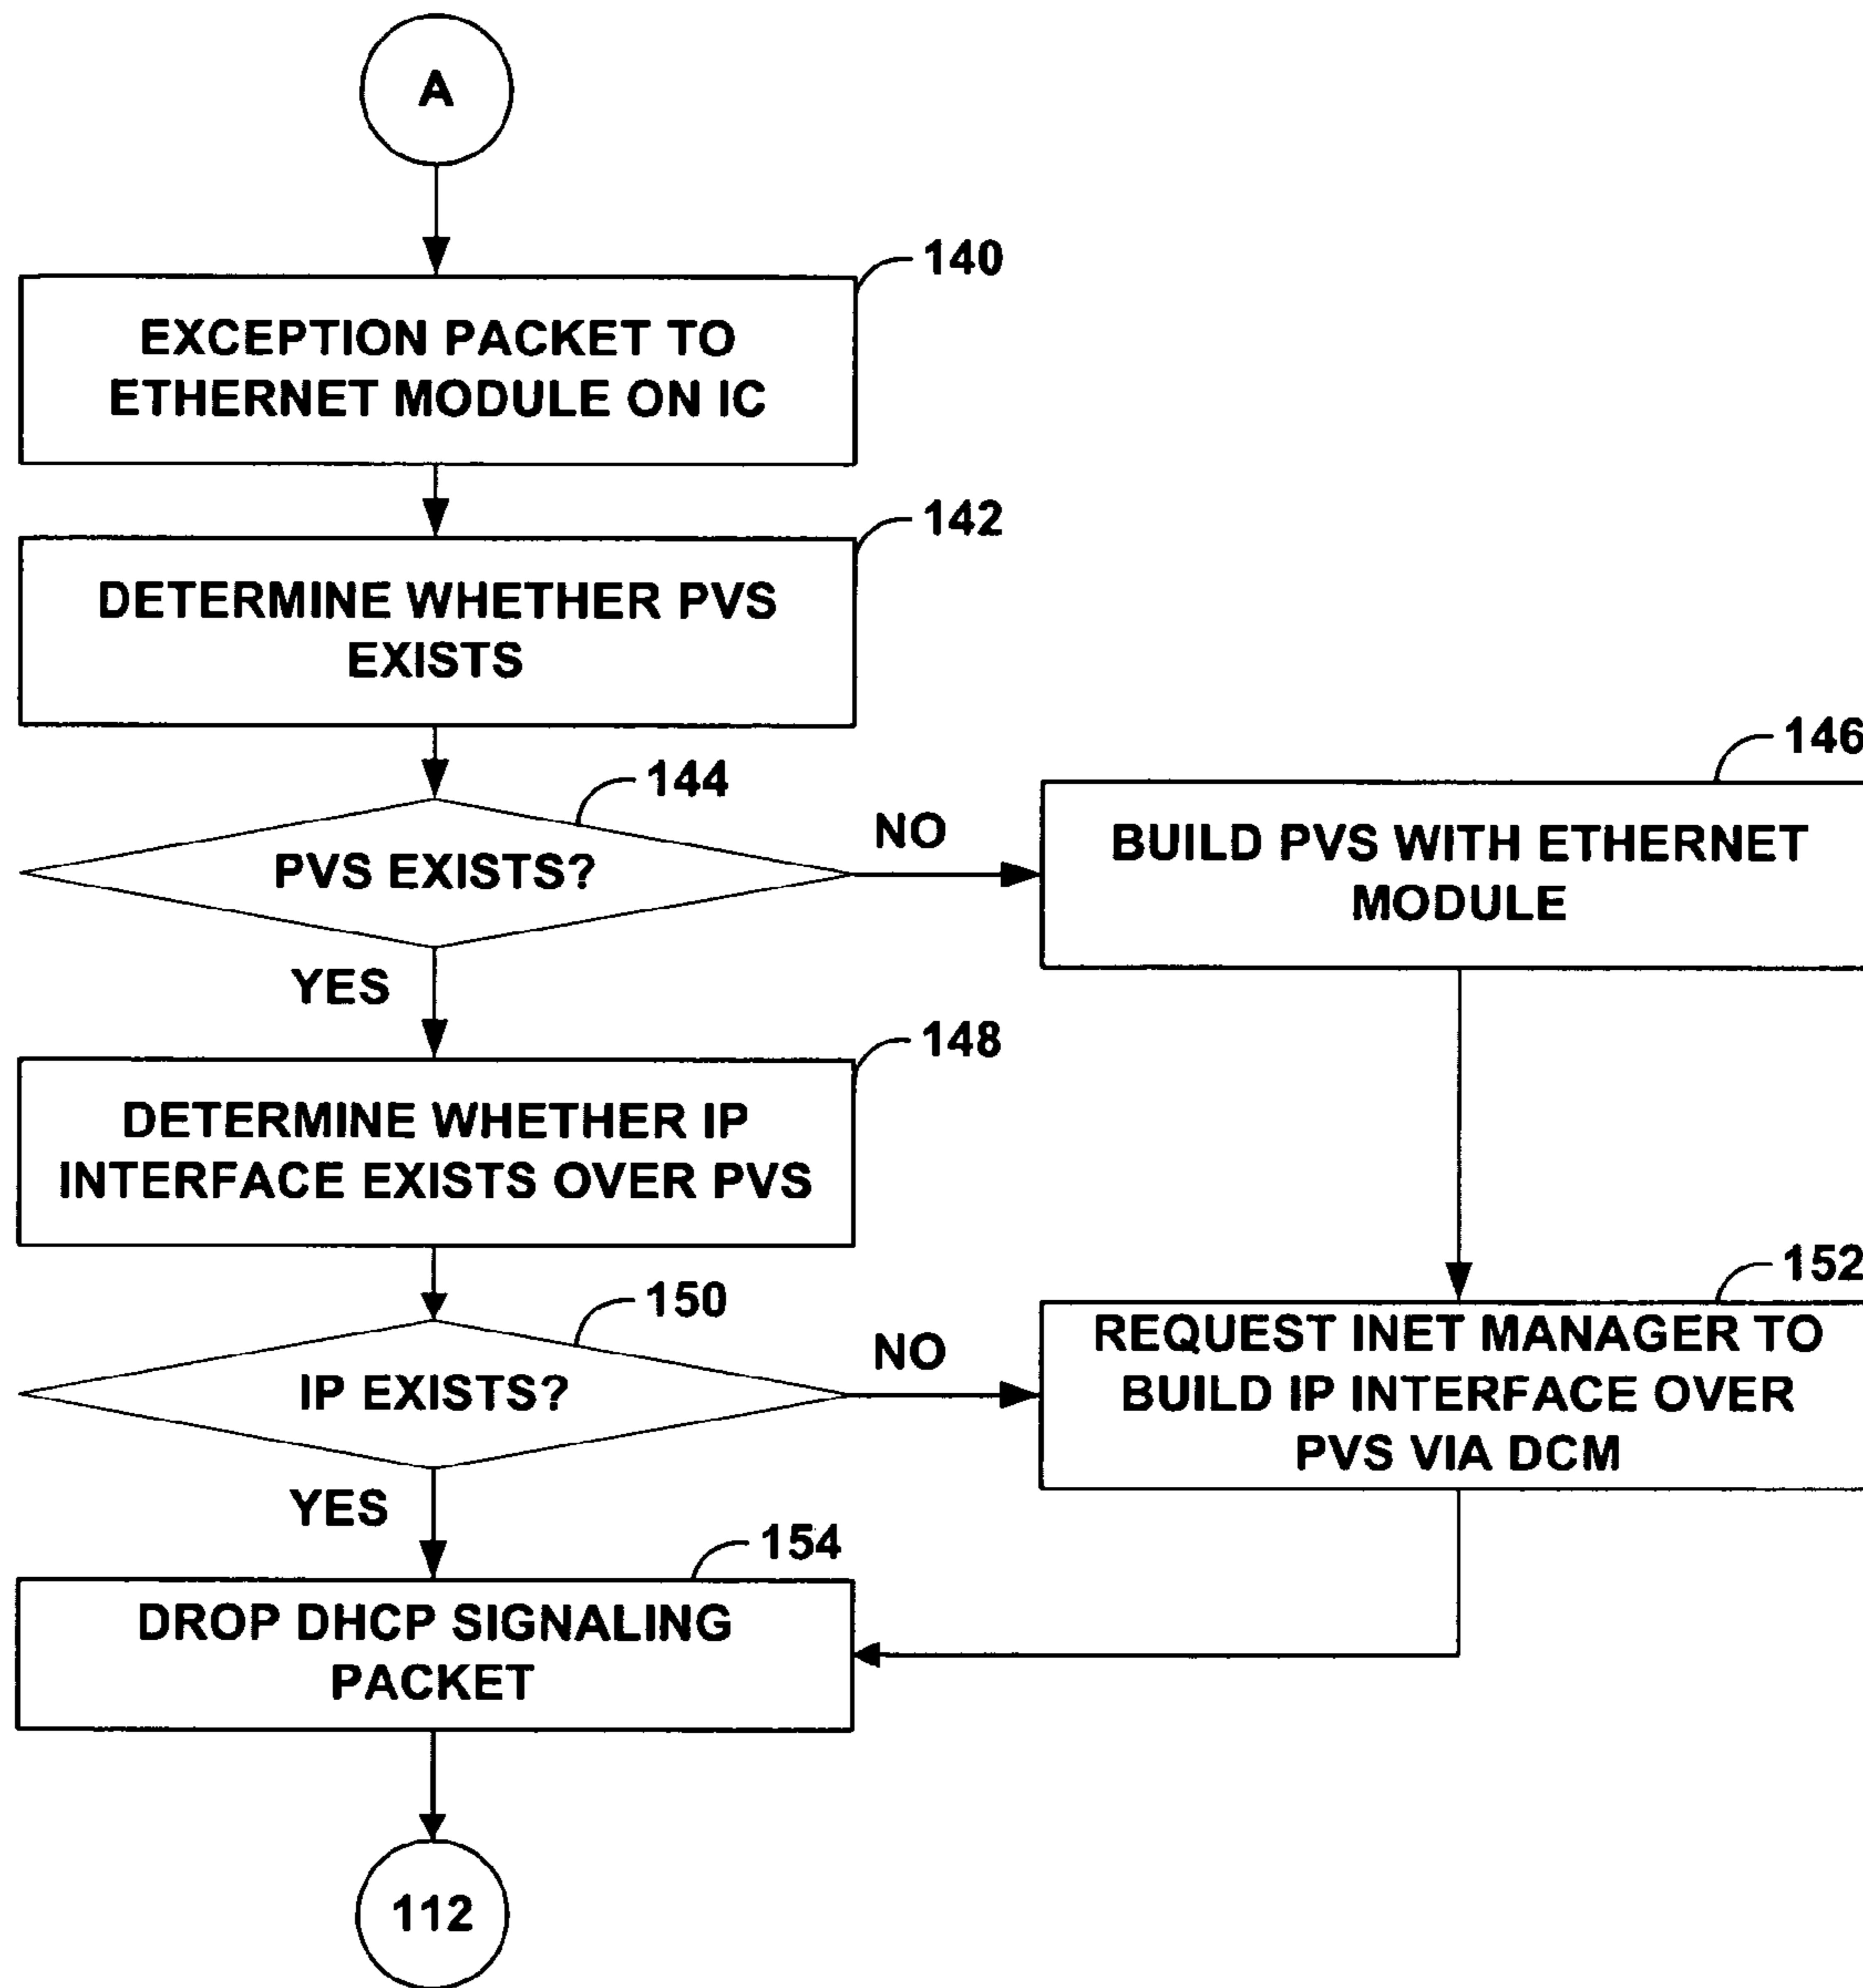 A
140
EXCEPTION PACKET TO
ETHERNET MODULE ON IC
142
DETERMINE WHETHER PVS
EXISTS
144
PVS EXISTS?
NO
146
BUILD PVS WITH ETHERNET
MODULE
YES
148
DETERMINE WHETHER IP
INTERFACE EXISTS OVER PVS
150
IP EXISTS?
NO
152
REQUEST INET MANAGER TO
BUILD IP INTERFACE OVER
PVS VIA DCM
YES
154
DROP DHCP SIGNALING
PACKET
112